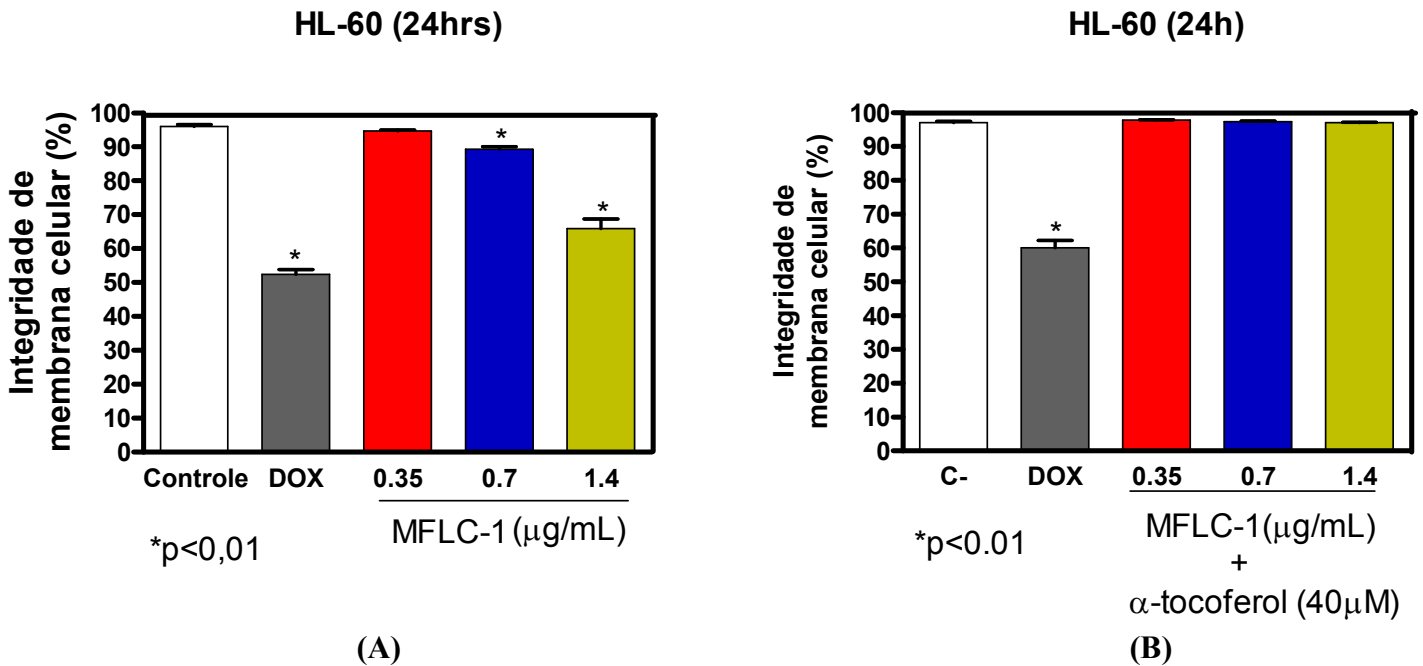 HL-60 (24hrs)
Integridade de
membrana celular (%)
100
90
80
70
60
50
40
30
20
10
0
*
*
*
Controle DOX 0.35 0.7 1.4
MFLC-1 (μg/mL)
*p<0,01
(A)
HL-60 (24h)
Integridade de
membrana celular (%)
100
90
80
70
60
50
40
30
20
10
0
*
C- DOX 0.35 0.7 1.4
MFLC-1(μg/mL)
+
α-tocoferol (40μM)
*p<0.01
(B)